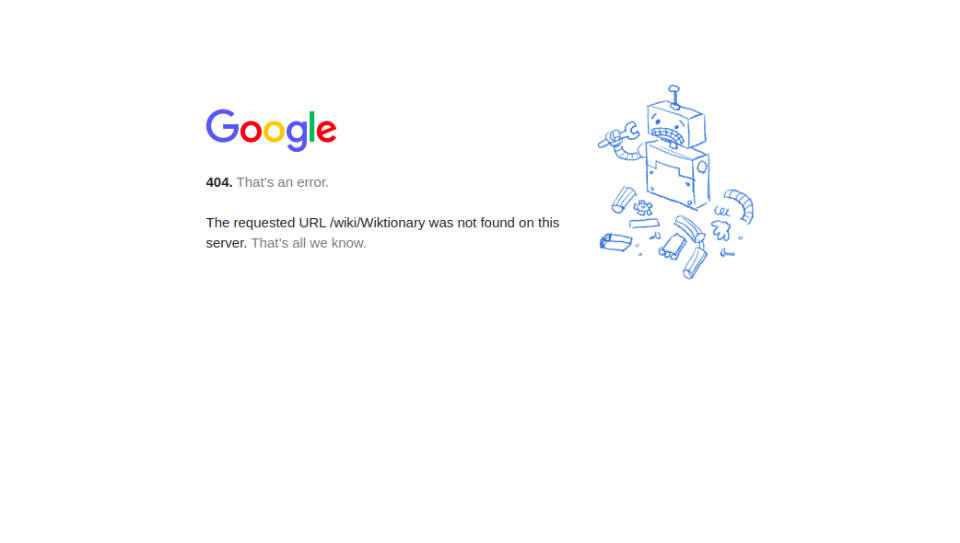 Google
404. That's an error.
The requested URL /wiki/Wiktionary was not found on this
server. That's all we know.